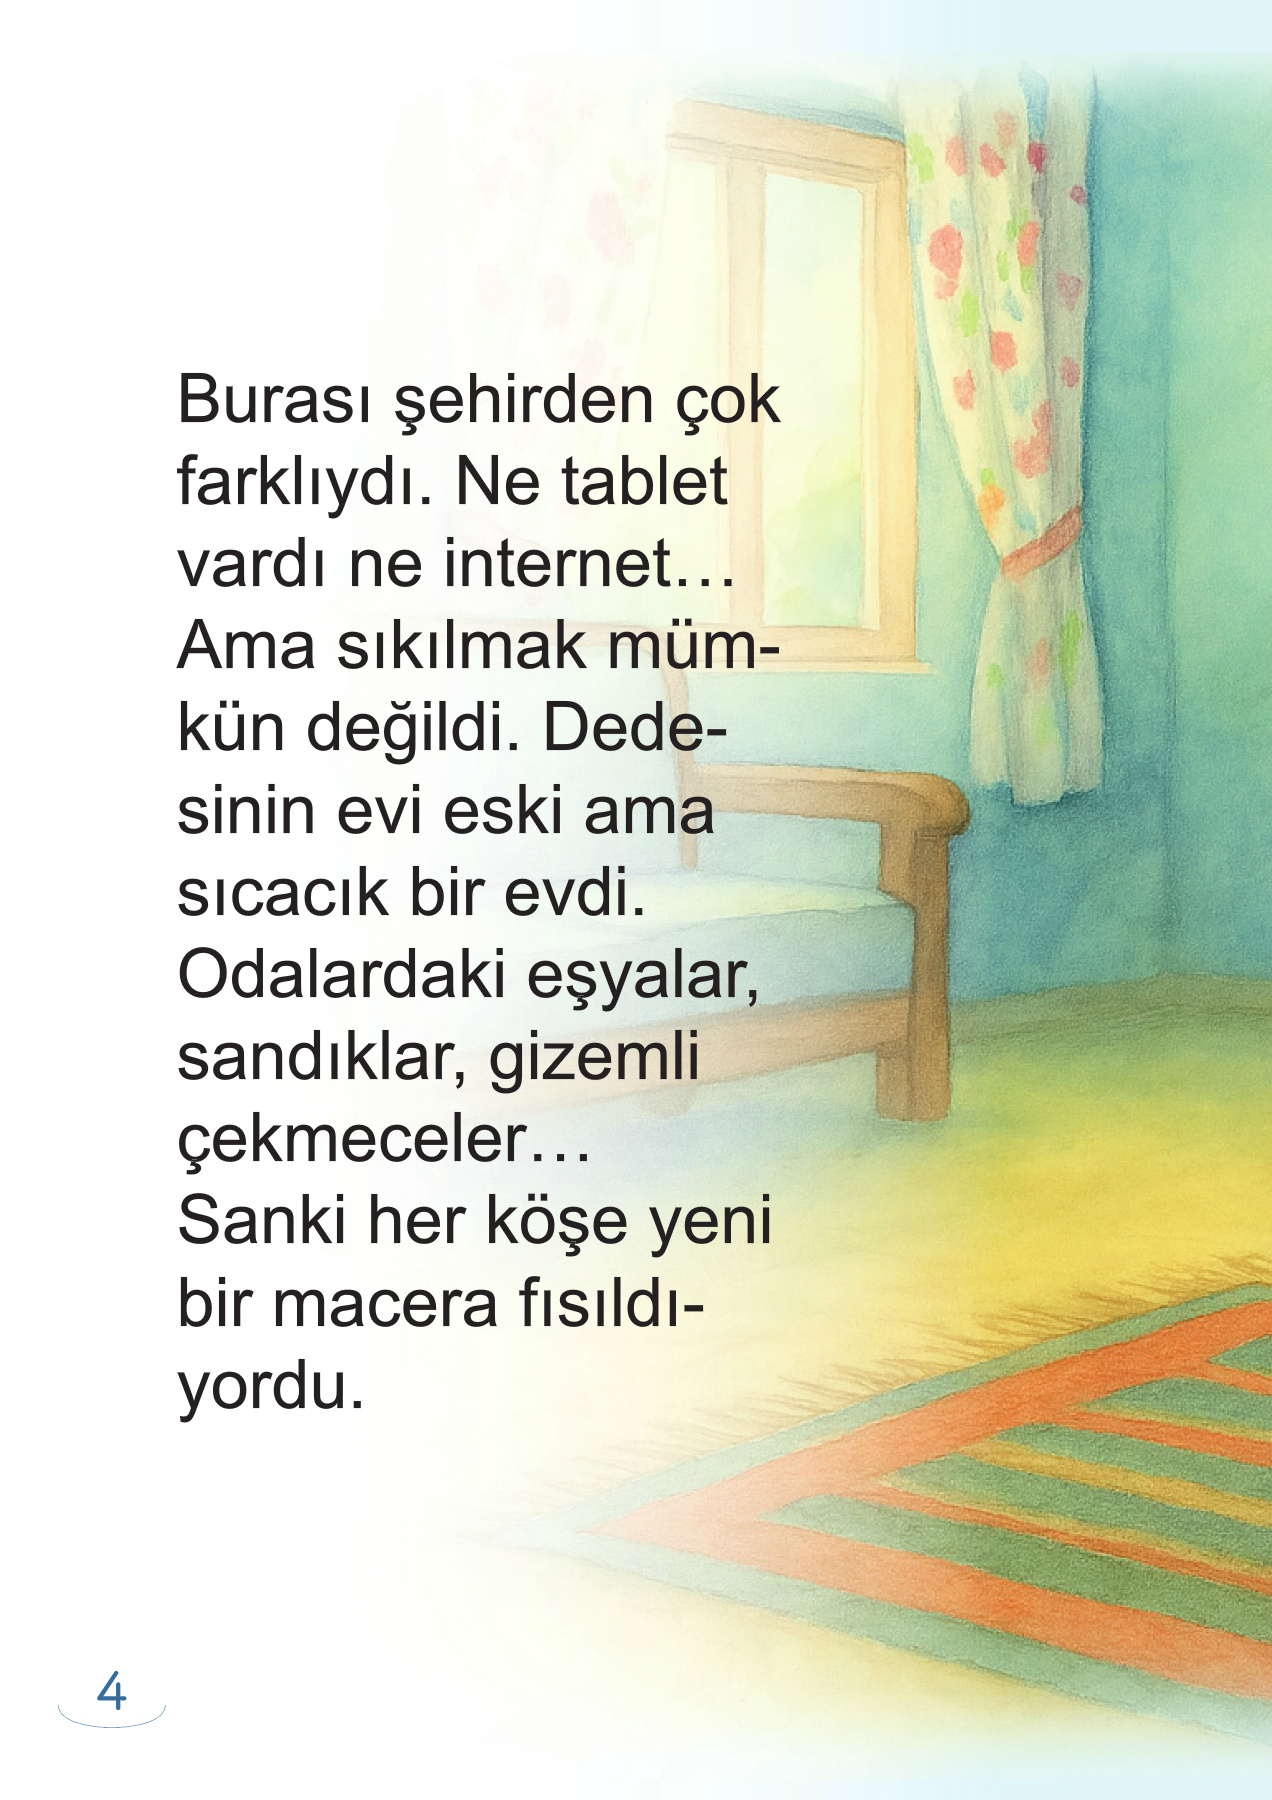 Burası şehirden çok
farklıydı. Ne tablet
vardı ne internet…
Ama sıkılmak müm-
kün değildi. Dede-
sinin evi eski ama
sıcacık bir evdi.
Odalardaki eşyalar,
sandıklar, gizemli
çekmeceler…
Sanki her köşe yeni
bir macera fısıldı-
yordu.
4